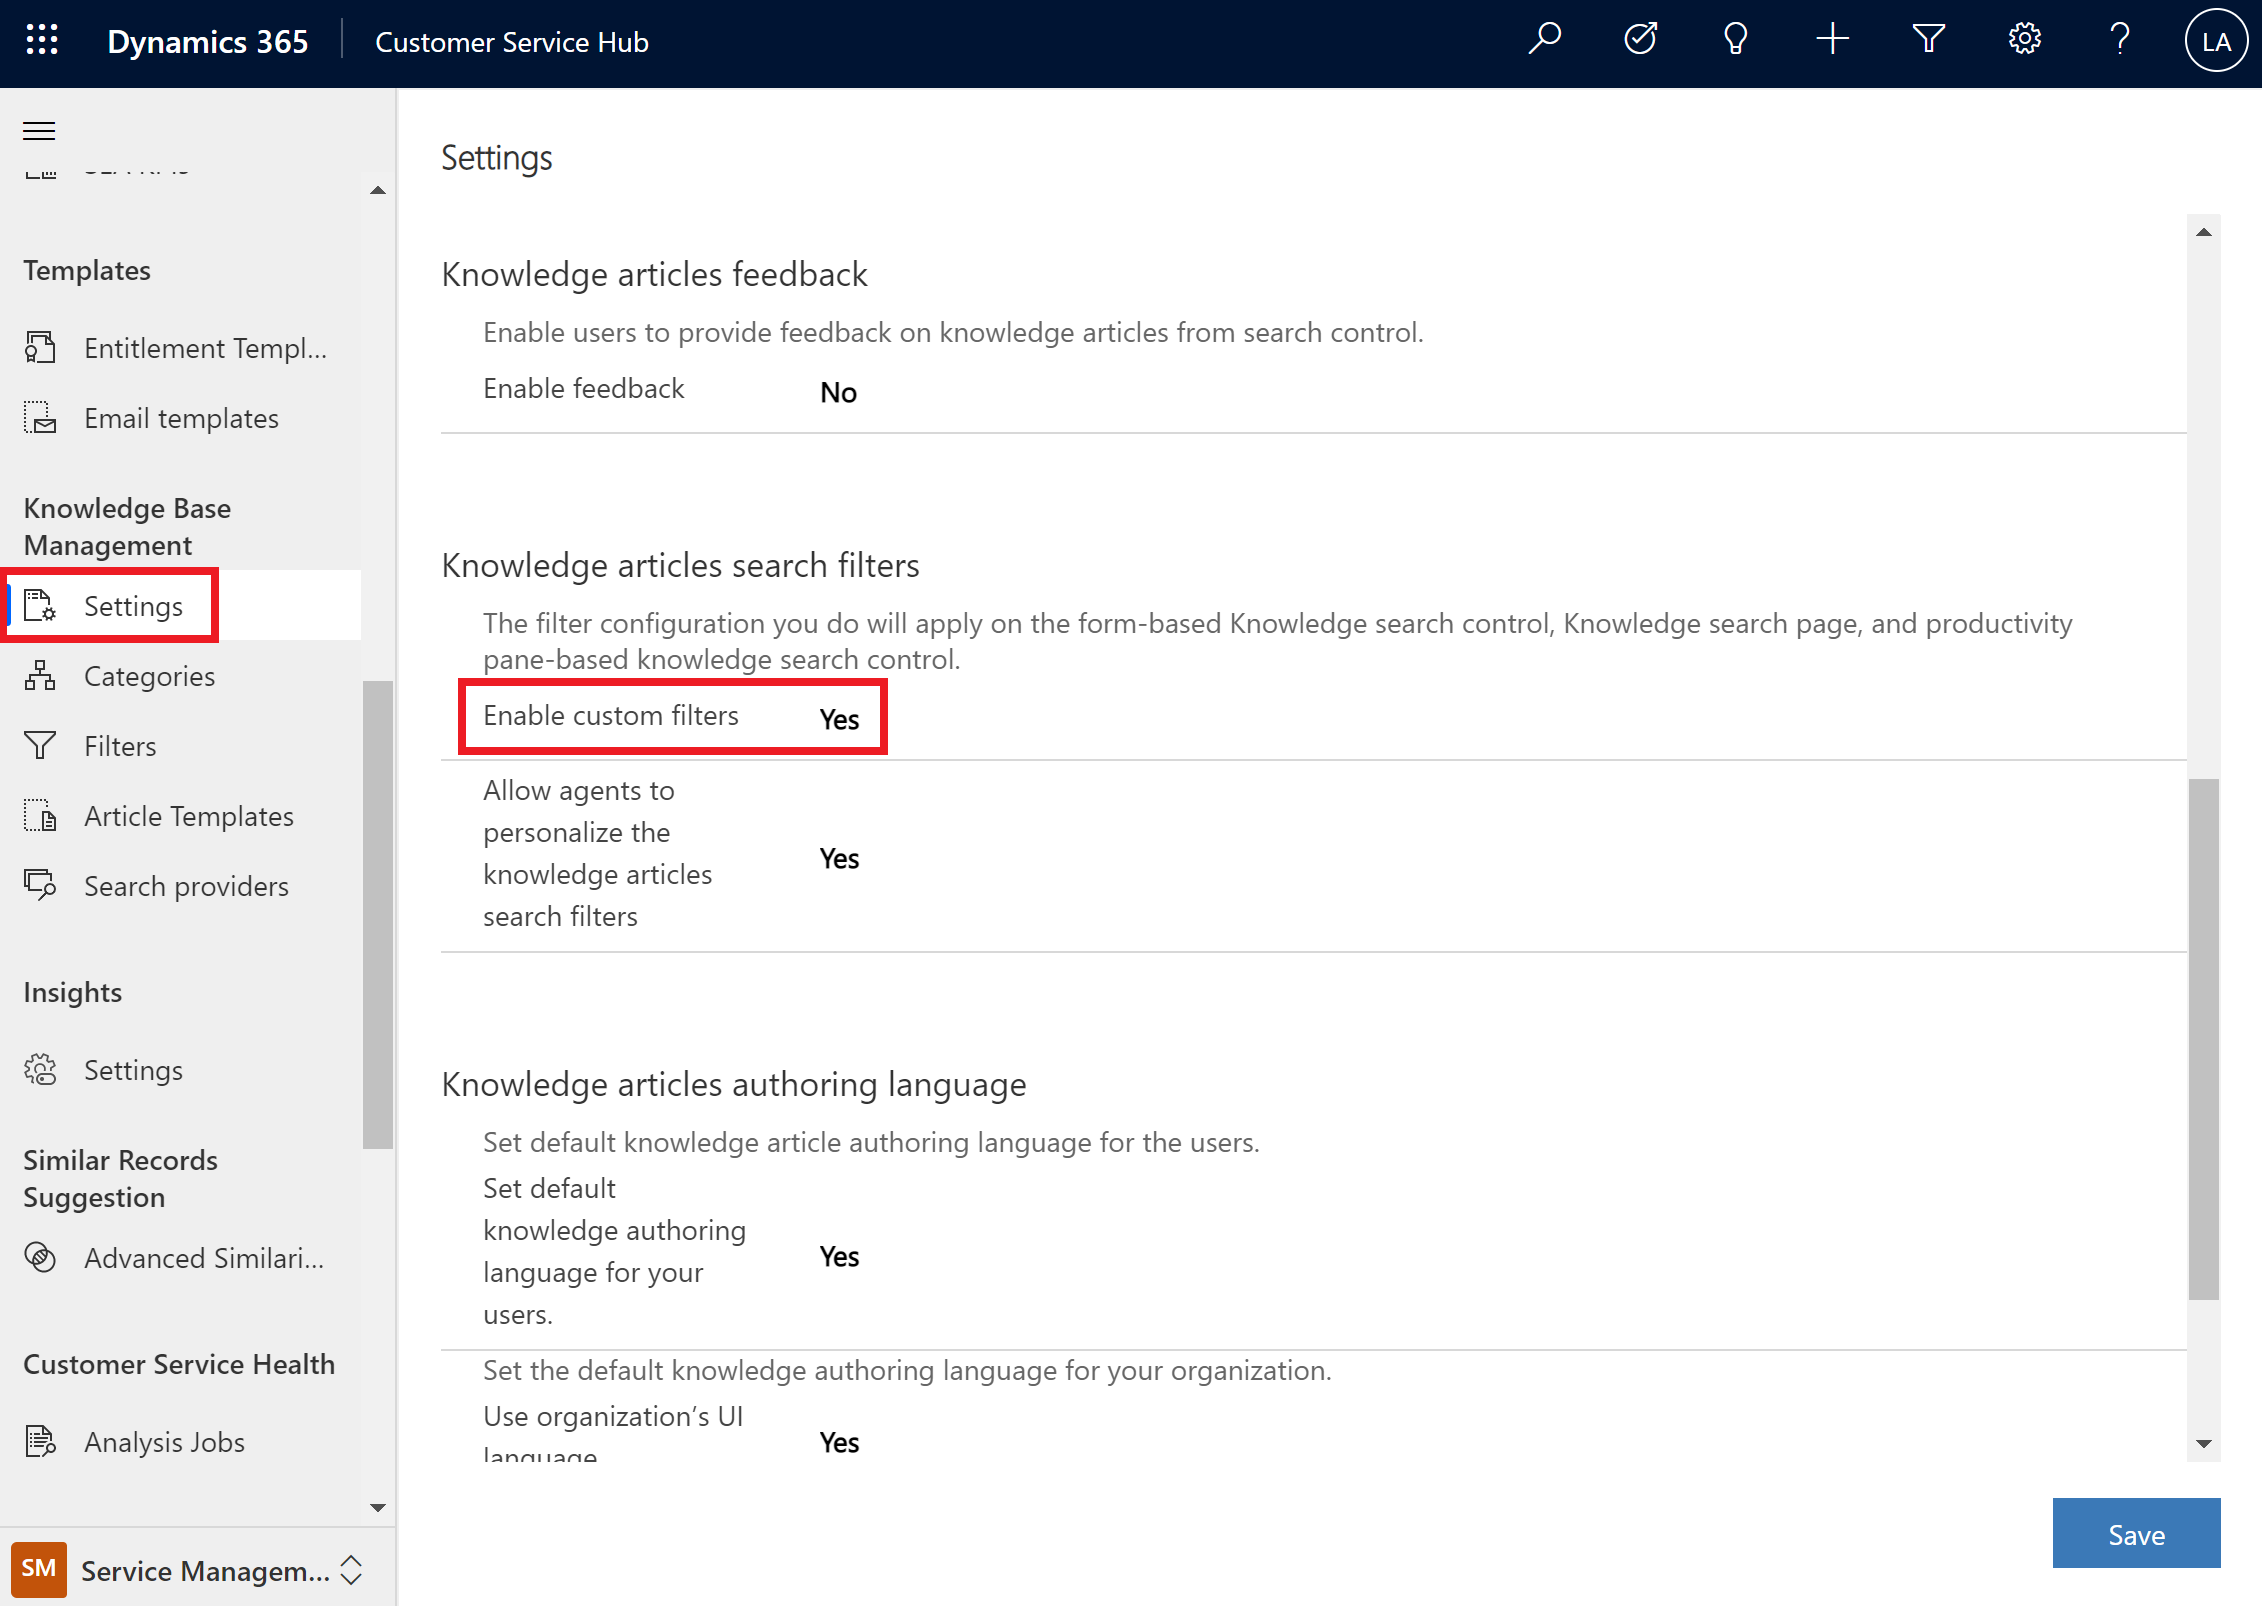 Dynamics 365
Customer Service Hub
LA
Templates
Entitlement Templ...
Email templates
Knowledge Base
Management
Settings
Categories
Filters
Article Templates
Search providers
Insights
Settings
Similar Records
Suggestion
Advanced Similari...
Customer Service Health
Analysis Jobs
SM
Service Managem...
Settings
Knowledge articles feedback
Enable users to provide feedback on knowledge articles from search control.
Enable feedback No
Knowledge articles search filters
The filter configuration you do will apply on the form-based Knowledge search control, Knowledge search page, and productivity
pane-based knowledge search control.
Enable custom filters Yes
Allow agents to
personalize the
knowledge articles
search filters
Yes
Knowledge articles authoring language
Set default knowledge article authoring language for the users.
Set default
knowledge authoring
language for your
users.
Yes
Set the default knowledge authoring language for your organization.
Use organization’s UI
language
Yes
Save